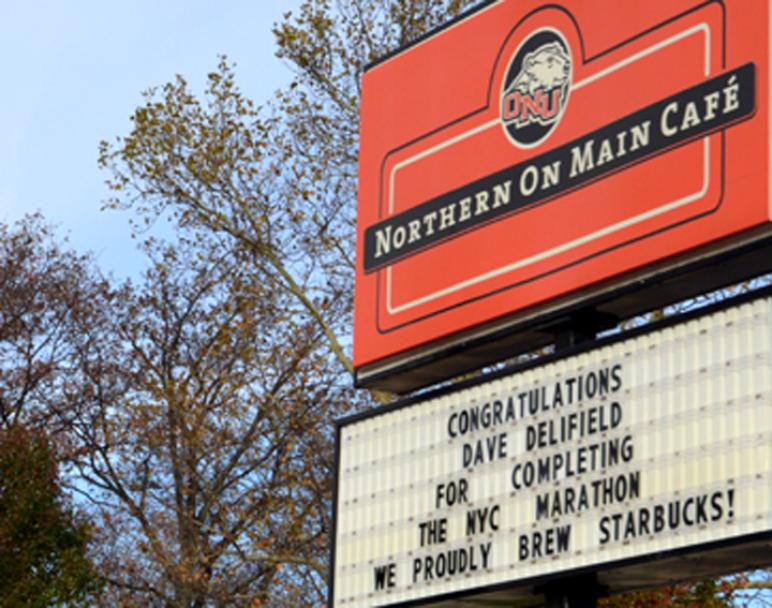 ONU
NORTHERN ON MAIN CAFÉ
CONGRATULATIONS
DAVE DELIFIELD
FOR COMPLETING
THE NYC MARATHON
WE PROUDLY BREW STARBUCKS!